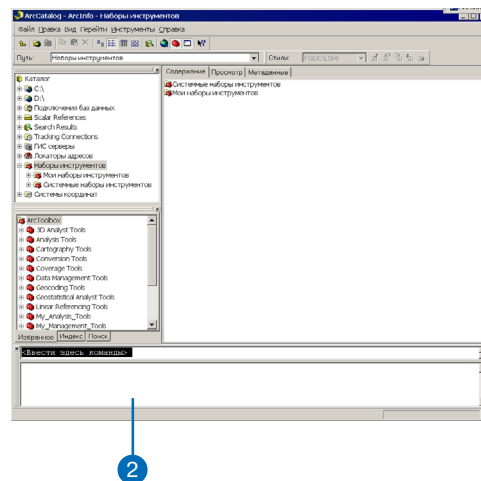 ArcCatalog - ArcInfo - Наборы инструментов
Файл Правка Вид Перейти Инструменты Справка
Путь: Наборы инструментов Стили: FGDC ESRI
Каталог
C:\
D:\
Подключения баз данных
Scalar References
Search Results
Tracking Connections
ГИС серверы
Локаторы адресов
Наборы инструментов
Мои наборы инструментов
Системные наборы инструментов
Системы координат
Содержание Просмотр Метаданные
Системные наборы инструментов
Мои наборы инструментов
ArcToolbox
3D Analyst Tools
Analysis Tools
Cartography Tools
Conversion Tools
Coverage Tools
Data Management Tools
Geocoding Tools
Geostatistical Analyst Tools
Linear Referencing Tools
My_Analysis_Tools
My_Management_Tools
Избранное Индекс Поиск
<Ввести здесь команды>
2